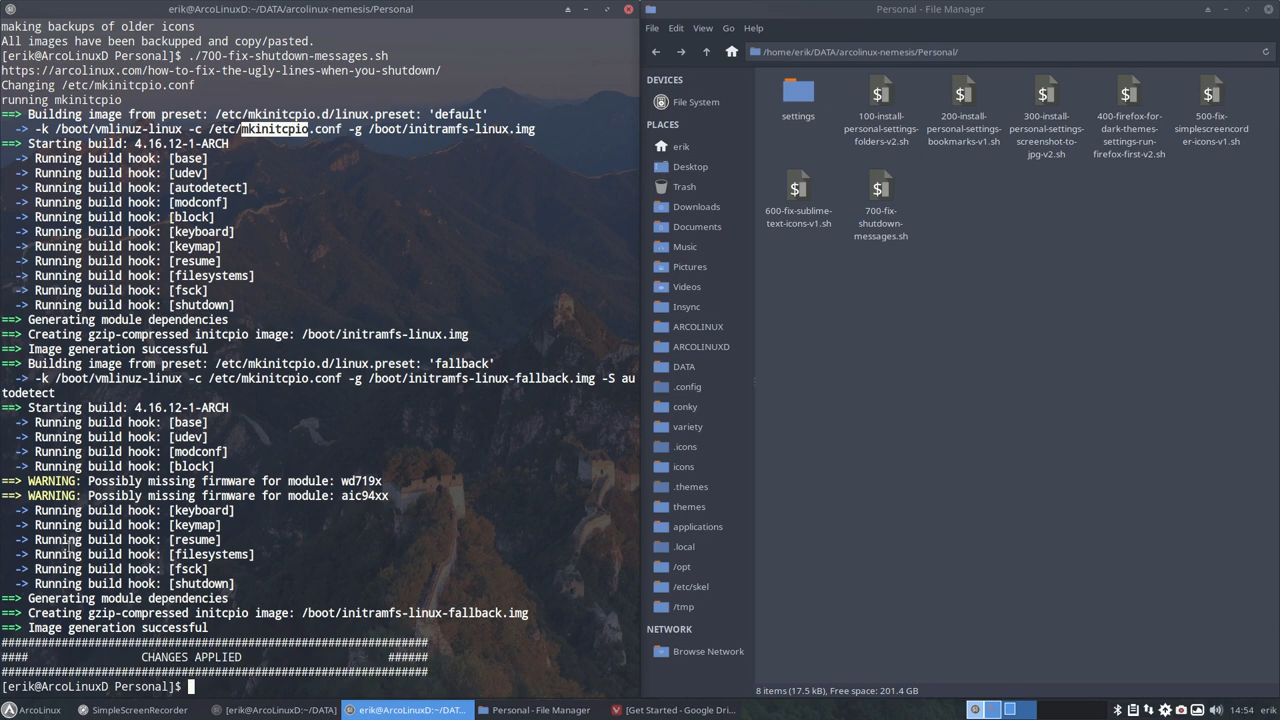 erik@ArcoLinuxD:~/DATA/arcolinux-nemesis/Personal
making backups of older icons
All images have been backupped and copy/pasted.
[erik@ArcoLinuxD Personal]$ ./700-fix-shutdown-messages.sh
https://arcolinux.com/how-to-fix-the-ugly-lines-when-you-shutdown/
Changing /etc/mkinitcpio.conf
running mkinitcpio
==> Building image from preset: /etc/mkinitcpio.d/linux.preset: 'default'
  -> -k /boot/vmlinuz-linux -c /etc/mkinitcpio.conf -g /boot/initramfs-linux.img
==> Starting build: 4.16.12-1-ARCH
  -> Running build hook: [base]
  -> Running build hook: [udev]
  -> Running build hook: [autodetect]
  -> Running build hook: [modconf]
  -> Running build hook: [block]
  -> Running build hook: [keyboard]
  -> Running build hook: [keymap]
  -> Running build hook: [resume]
  -> Running build hook: [filesystems]
  -> Running build hook: [fsck]
  -> Running build hook: [shutdown]
==> Generating module dependencies
==> Creating gzip-compressed initcpio image: /boot/initramfs-linux.img
==> Image generation successful
==> Building image from preset: /etc/mkinitcpio.d/linux.preset: 'fallback'
  -> -k /boot/vmlinuz-linux -c /etc/mkinitcpio.conf -g /boot/initramfs-linux-fallback.img -S au
todetect
==> Starting build: 4.16.12-1-ARCH
  -> Running build hook: [base]
  -> Running build hook: [udev]
  -> Running build hook: [modconf]
  -> Running build hook: [block]
==> WARNING: Possibly missing firmware for module: wd719x
==> WARNING: Possibly missing firmware for module: aic94xx
  -> Running build hook: [keyboard]
  -> Running build hook: [keymap]
  -> Running build hook: [resume]
  -> Running build hook: [filesystems]
  -> Running build hook: [fsck]
  -> Running build hook: [shutdown]
==> Generating module dependencies
==> Creating gzip-compressed initcpio image: /boot/initramfs-linux-fallback.img
==> Image generation successful
################################################################
####                 CHANGES APPLIED                      ######
################################################################
[erik@ArcoLinuxD Personal]$
Personal - File Manager
File Edit View Go Help
/home/erik/DATA/arcolinux-nemesis/Personal/
DEVICES
File System
PLACES
erik
Desktop
Trash
Downloads
Documents
Music
Pictures
Videos
Insync
ARCOLINUX
ARCOLINUXD
DATA
.config
conky
variety
.icons
icons
.themes
themes
applications
.local
/opt
/etc/skel
/tmp
NETWORK
Browse Network
settings
100-install-
personal-settings-
folders-v2.sh
200-install-
personal-settings-
bookmarks-v1.sh
300-install-
personal-settings-
screenshot-to-
jpg-v2.sh
400-firefox-for-
dark-themes-
settings-run-
firefox-first-v2.sh
500-fix-
simplescreenrecord
er-icons-v1.sh
600-fix-sublime-
text-icons-v1.sh
700-fix-
shutdown-
messages.sh
8 items (17.5 kB), Free space: 201.4 GB
ArcoLinux
SimpleScreenRecorder
[erik@ArcoLinuxD:~/DATA]
erik@ArcoLinuxD:~/DAT...
Personal - File Manager
[Get Started - Google Dri...
14:54 erik